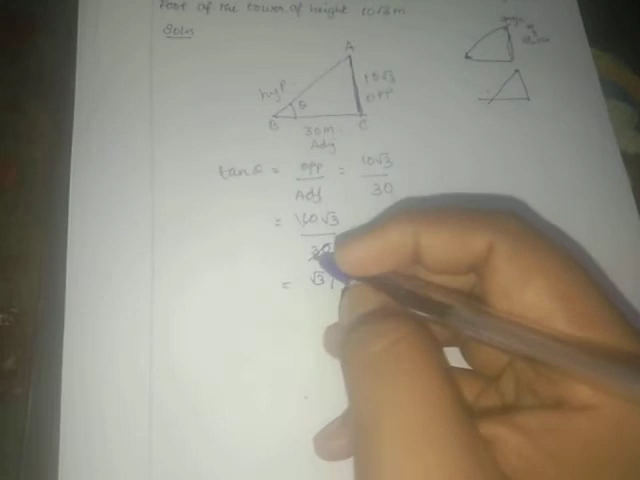 Foot of the tower of height 10√3m
Soln
A
hyp
θ
10√3
opp
B
30m
C
Adj
tanθ = opp/Adj = 10√3/30
= 10√3/30
= √3/